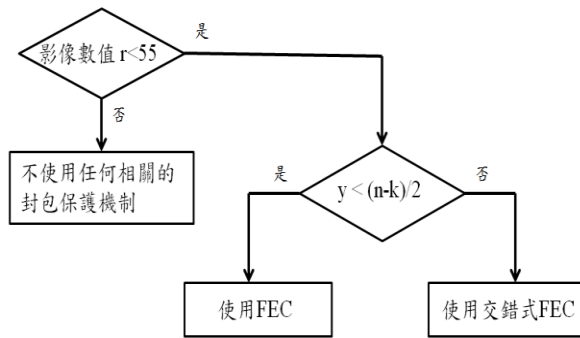 影像數值 r<55
是
否
不使用任何相關的
封包保護機制
是
y < (n-k)/2
否
使用FEC
使用交錯式FEC